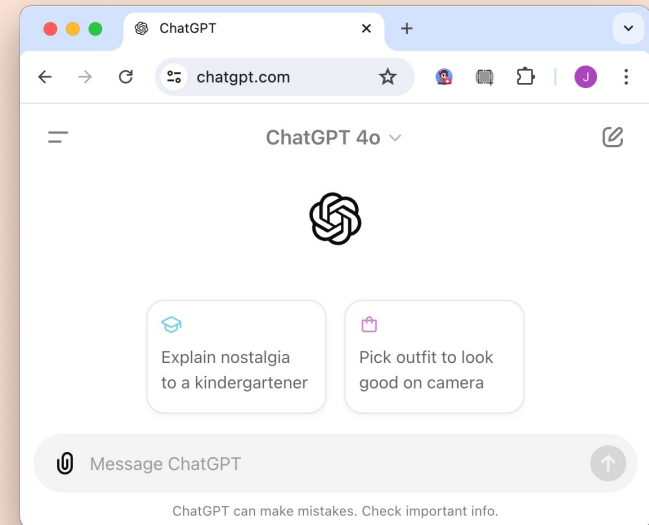 ChatGPT
chatgpt.com
J
ChatGPT 4o
Explain nostalgia
to a kindergartener
Pick outfit to look
good on camera
Message ChatGPT
ChatGPT can make mistakes. Check important info.